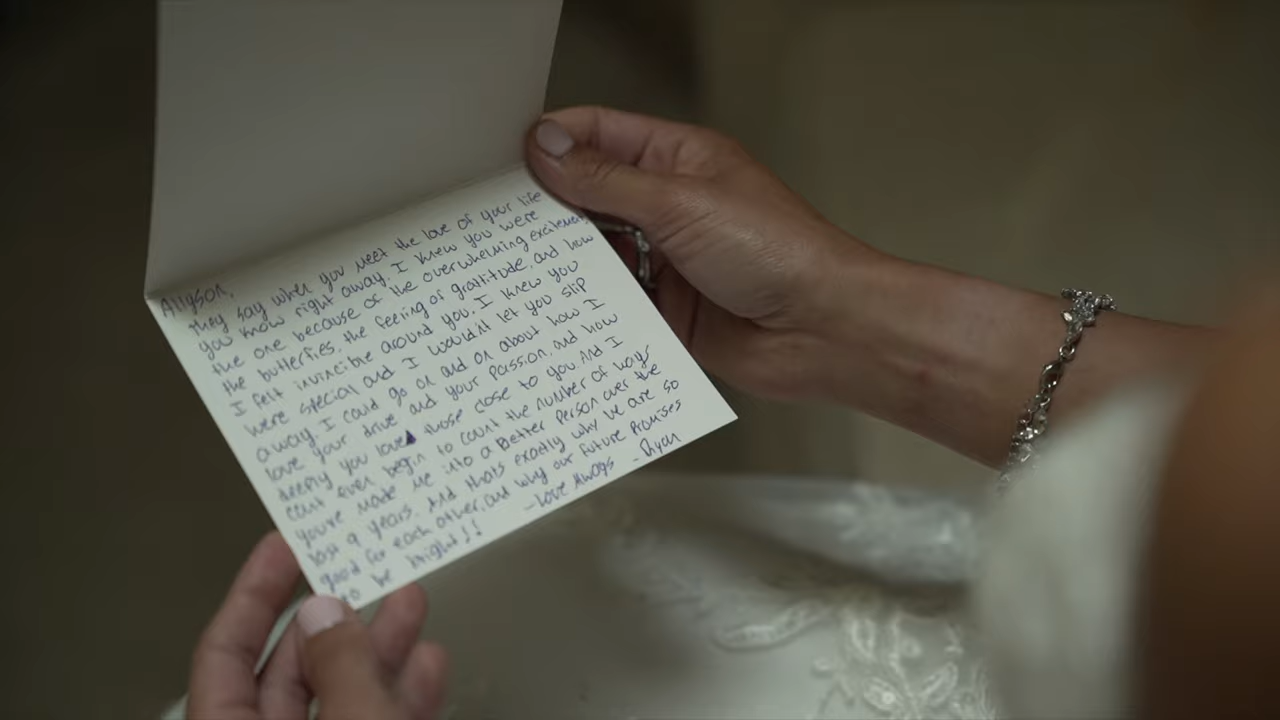 Allyson,
They say when you meet the love of your life
you know right away. I knew you were
the one because of the overwhelming excitement,
the butterflies, the feeling of grattitude, and how
I felt invincible around you. I knew you
were special and I wouldn't let you slip
away. I could go on and on about how I
love your drive and your passion, and how
deeply you love those close to you. And I
cant even begin to count the number of ways
you've made me into a better person over the
last 9 years. And thats exactly why we are so
good for each other, and why our future promises
to be bright!!
-Love Always -Ryan